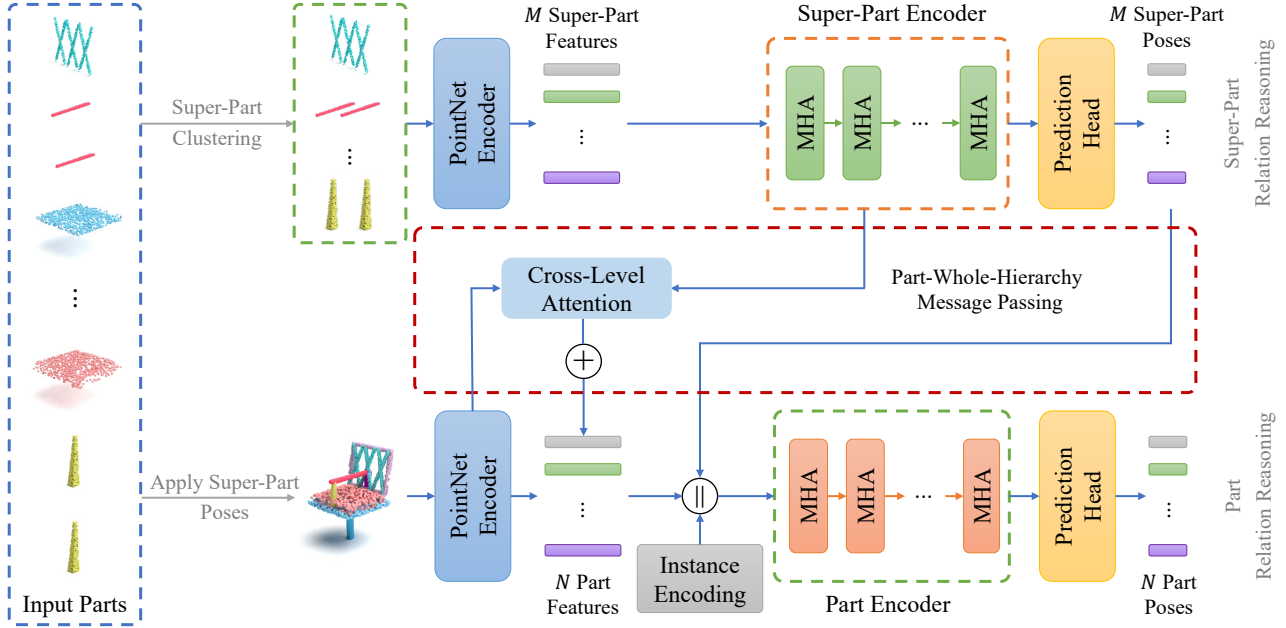 M Super-Part
Features
Super-Part Encoder
M Super-Part
Poses
Super-Part
Clustering
PointNet
Encoder
MHA
MHA
...
MHA
Prediction
Head
Super-Part
Relation Reasoning
Cross-Level
Attention
Part-Whole-Hierarchy
Message Passing
+
Apply Super-Part
Poses
PointNet
Encoder
||
MHA
MHA
...
MHA
Prediction
Head
Part
Relation Reasoning
Instance
Encoding
Input Parts
N Part
Features
Part Encoder
N Part
Poses